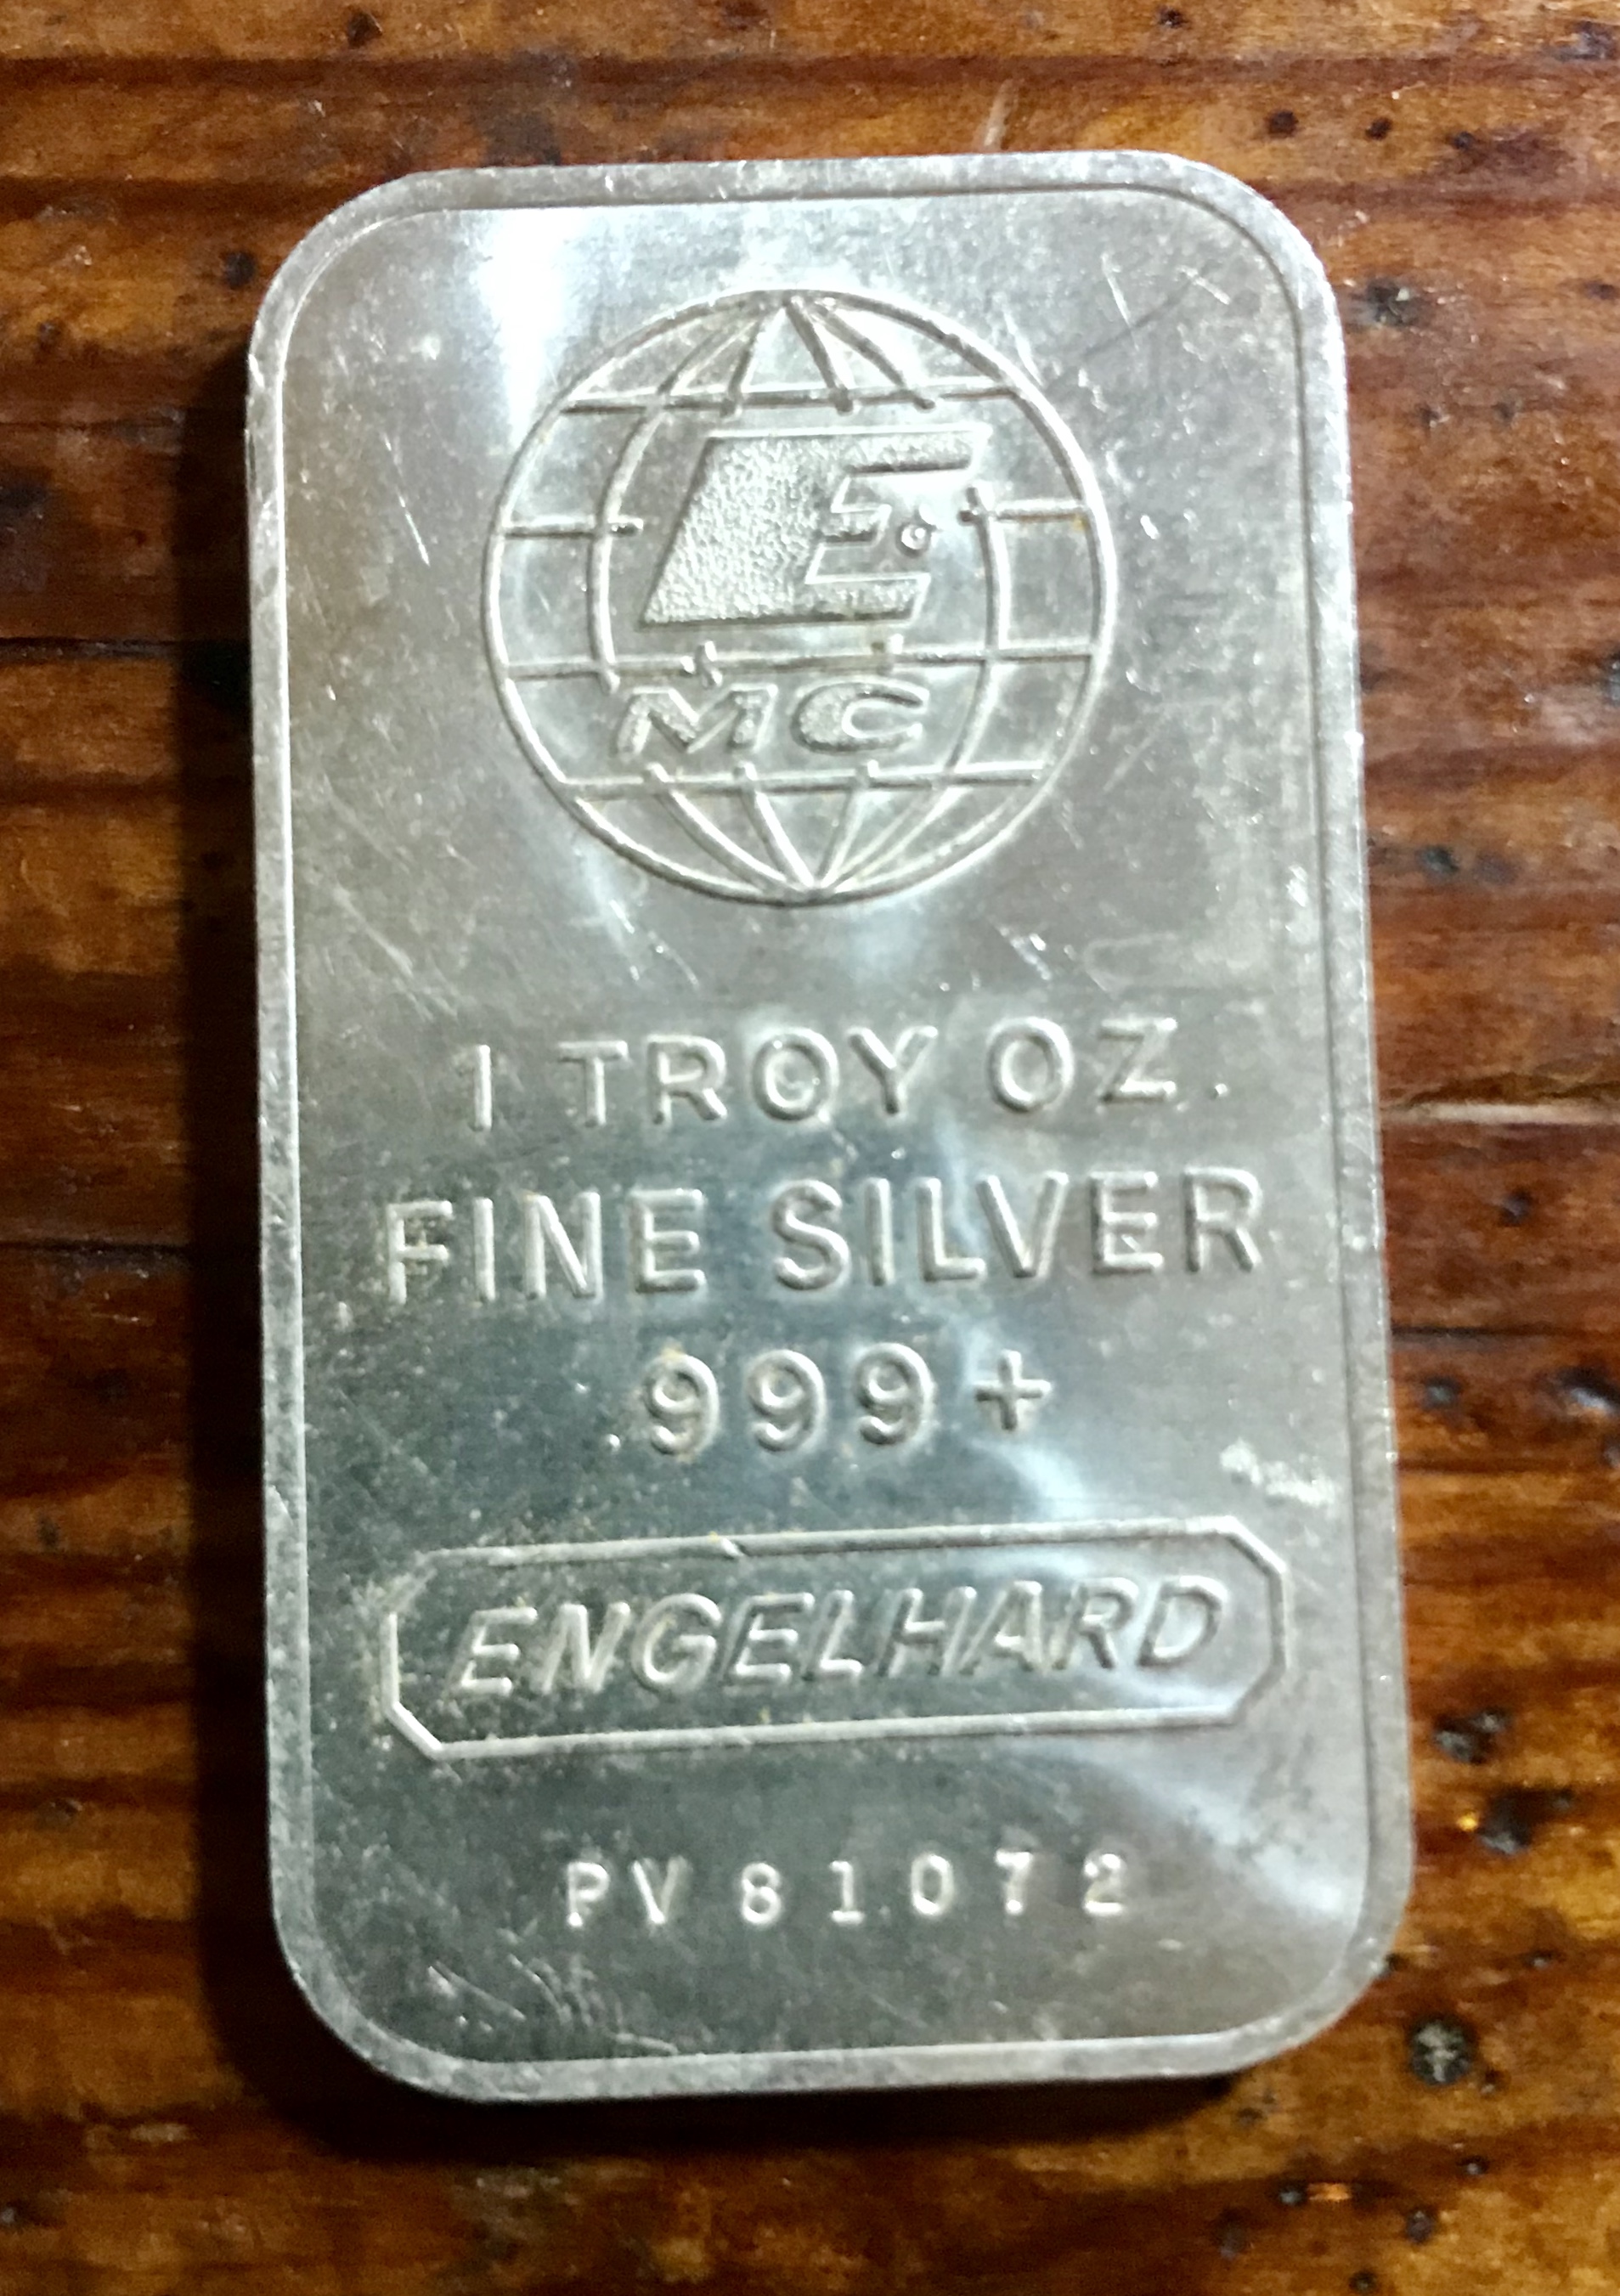 E
MC
1 TROY OZ.
FINE SILVER
999+
ENGELHARD
PV 81072